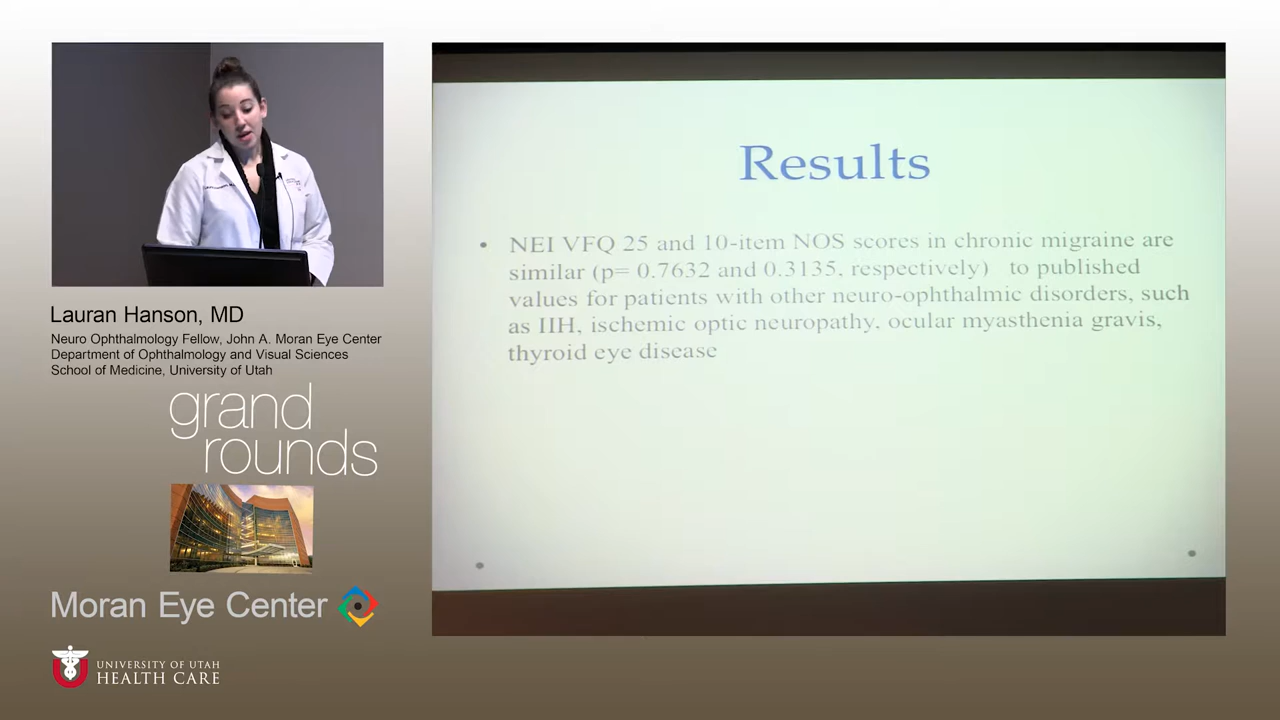 Results
• NEI VFQ 25 and 10-item NOS scores in chronic migraine are
similar (p= 0.7632 and 0.3135, respectively) to published
values for patients with other neuro-ophthalmic disorders, such
as IIH, ischemic optic neuropathy, ocular myasthenia gravis,
thyroid eye disease
Lauran Hanson, MD
Neuro Ophthalmology Fellow, John A. Moran Eye Center
Department of Ophthalmology and Visual Sciences
School of Medicine, University of Utah
grand
rounds
Moran Eye Center
UNIVERSITY OF UTAH
HEALTH CARE